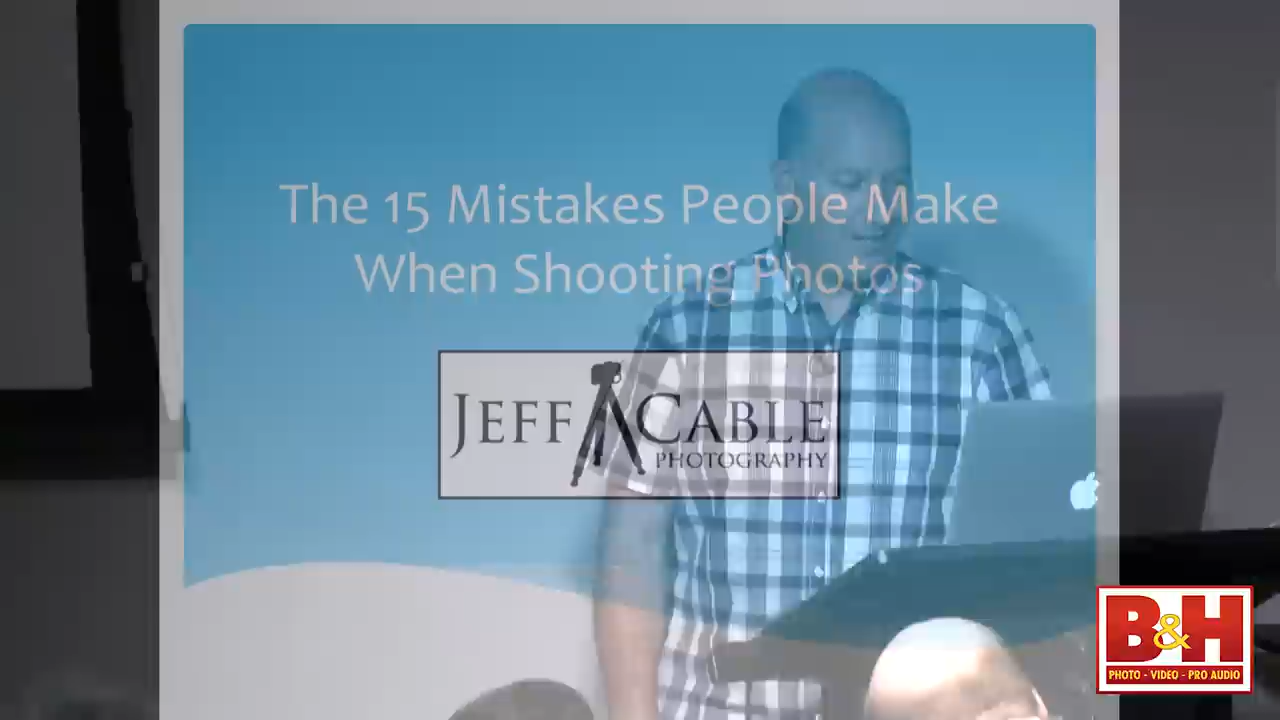 The 15 Mistakes People Make
When Shooting Photos
JEFF CABLE
PHOTOGRAPHY
B&H
PHOTO - VIDEO - PRO AUDIO